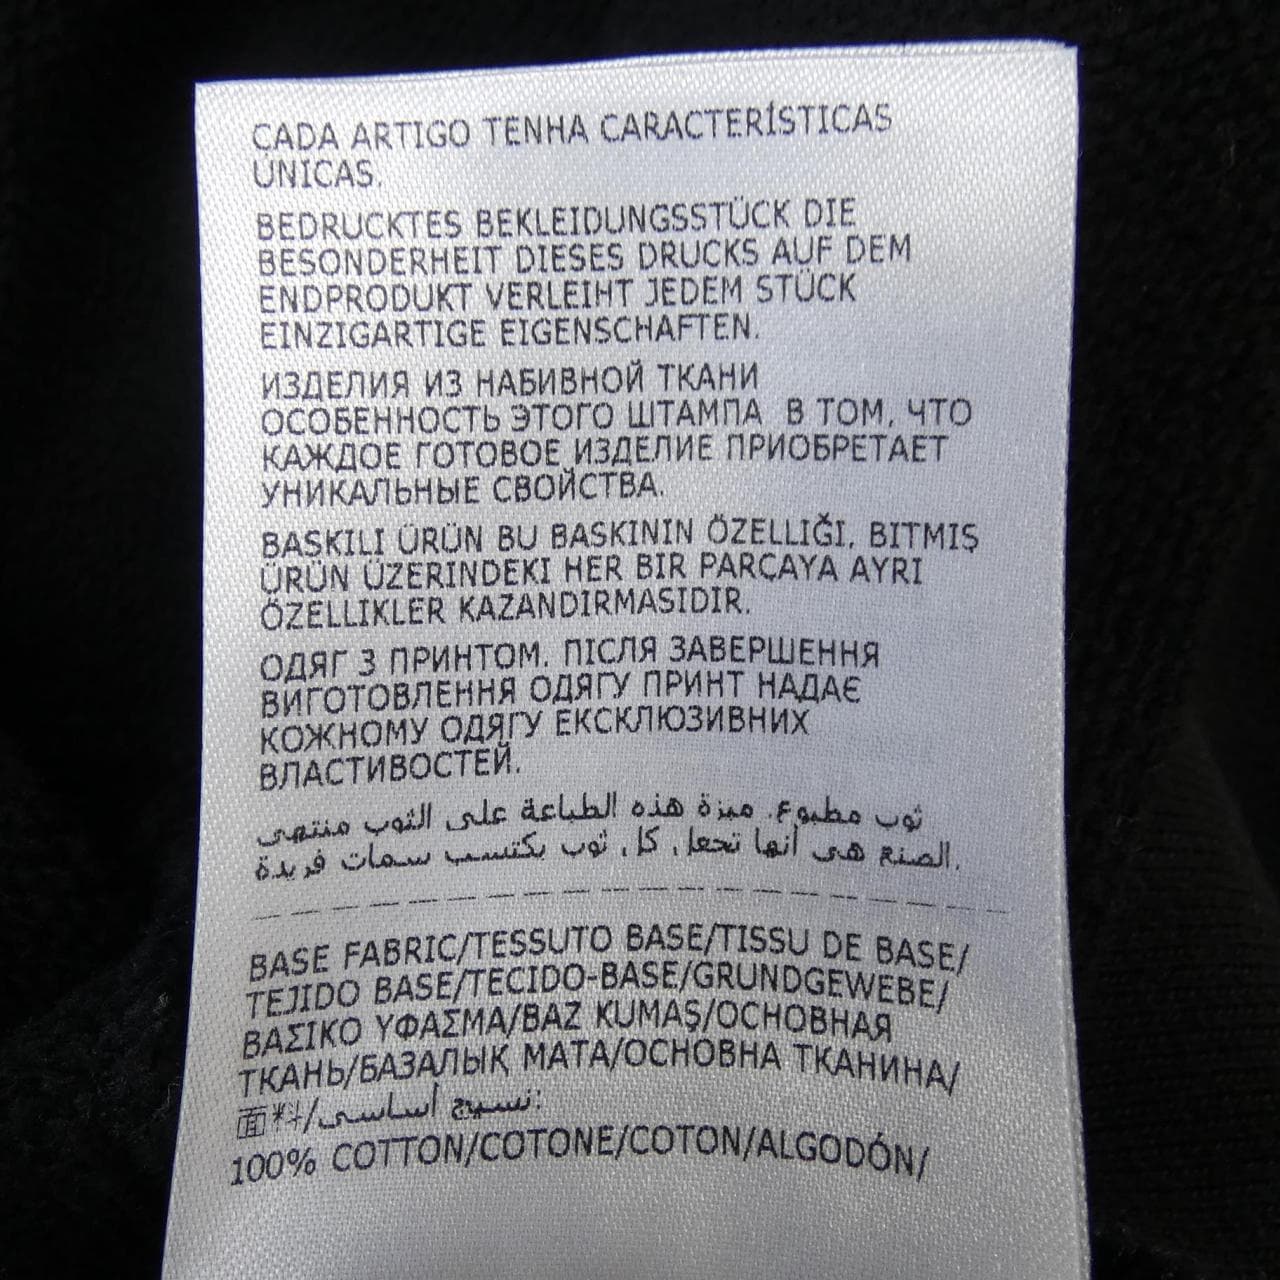 CADA ARTIGO TENHA CARACTERÍSTICAS
ÚNICAS.
BEDRUCKTES BEKLEIDUNGSSTÜCK DIE
BESONDERHEIT DIESES DRUCKS AUF DEM
ENDPRODUKT VERLEIHT JEDEM STÜCK
EINZIGARTIGE EIGENSCHAFTEN.
ИЗДЕЛИЯ ИЗ НАБИВНОЙ ТКАНИ
ОСОБЕННОСТЬ ЭТОГО ШТАМПА В ТОМ, ЧТО
КАЖДОЕ ГОТОВОЕ ИЗДЕЛИЕ ПРИОБРЕТАЕТ
УНИКАЛЬНЫЕ СВОЙСТВА.
BASKILI ÜRÜN BU BASKININ ÖZELLIĞI, BITMIŞ
ÜRÜN ÜZERINDEKI HER BIR PARÇAYA AYRI
ÖZELLIKLER KAZANDIRMASIDIR.
ОДЯГ З ПРИНТОМ. ПІСЛЯ ЗАВЕРШЕННЯ
ВИГОТОВЛЕННЯ ОДЯГУ ПРИНТ НАДАЄ
КОЖНОМУ ОДЯГУ ЕКСКЛЮЗИВНИХ
ВЛАСТИВОСТЕЙ.
ثوب مطبوع. ميزة هذه الطباعة على الثوب منتهى
الصنع هى أنها تجعل كل ثوب يكتسب سمات فريدة.
BASE FABRIC/TESSUTO BASE/TISSU DE BASE/
TEJIDO BASE/TECIDO-BASE/GRUNDGEWEBE/
ΒΑΣΙΚΟ ΥΦΑΣΜΑ/BAZ KUMAŞ/ОСНОВНАЯ
ТКАНЬ/БАЗАЛЫҚ МАТА/ОСНОВНА ТКАНИНА/
面料/نسيج أساسى:
100% COTTON/COTONE/COTON/ALGODÓN/